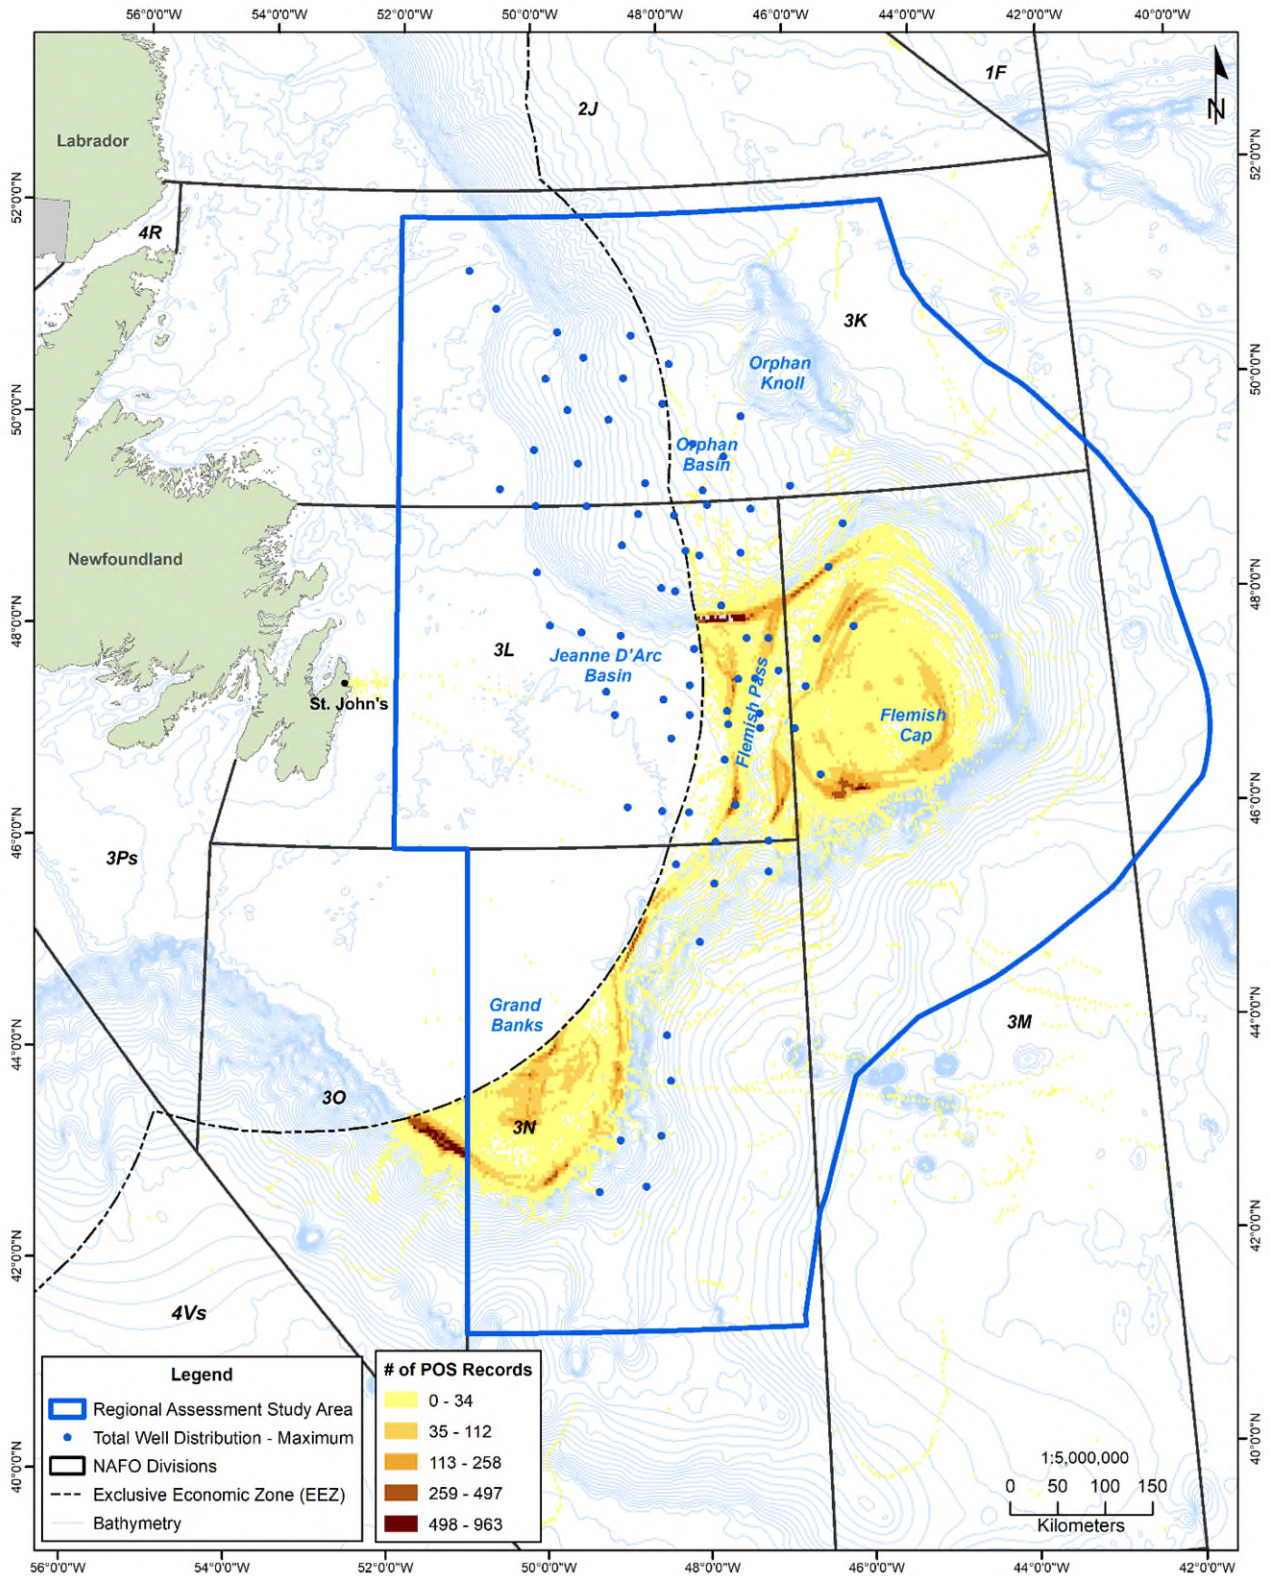 56°0'0"W 54°0'0"W 52°0'0"W 50°0'0"W 48°0'0"W 46°0'0"W 44°0'0"W 42°0'0"W 40°0'0"W
1F
2J
N
Labrador
52°0'0"N
52°0'0"N
4R
3K
Orphan
Knoll
50°0'0"N
50°0'0"N
Orphan
Basin
Newfoundland
48°0'0"N
48°0'0"N
3L
Jeanne D'Arc
Basin
St. John's
Flemish Pass
Flemish
Cap
46°0'0"N
46°0'0"N
3Ps
Grand
Banks
44°0'0"N
44°0'0"N
3M
3O
3N
42°0'0"N
42°0'0"N
4Vs
40°0'0"N
40°0'0"N
Legend
Regional Assessment Study Area
Total Well Distribution - Maximum
NAFO Divisions
Exclusive Economic Zone (EEZ)
Bathymetry
# of POS Records
0 - 34
35 - 112
113 - 258
259 - 497
498 - 963
1:5,000,000
0 50 100 150
Kilometers
56°0'0"W 54°0'0"W 52°0'0"W 50°0'0"W 48°0'0"W 46°0'0"W 44°0'0"W 42°0'0"W